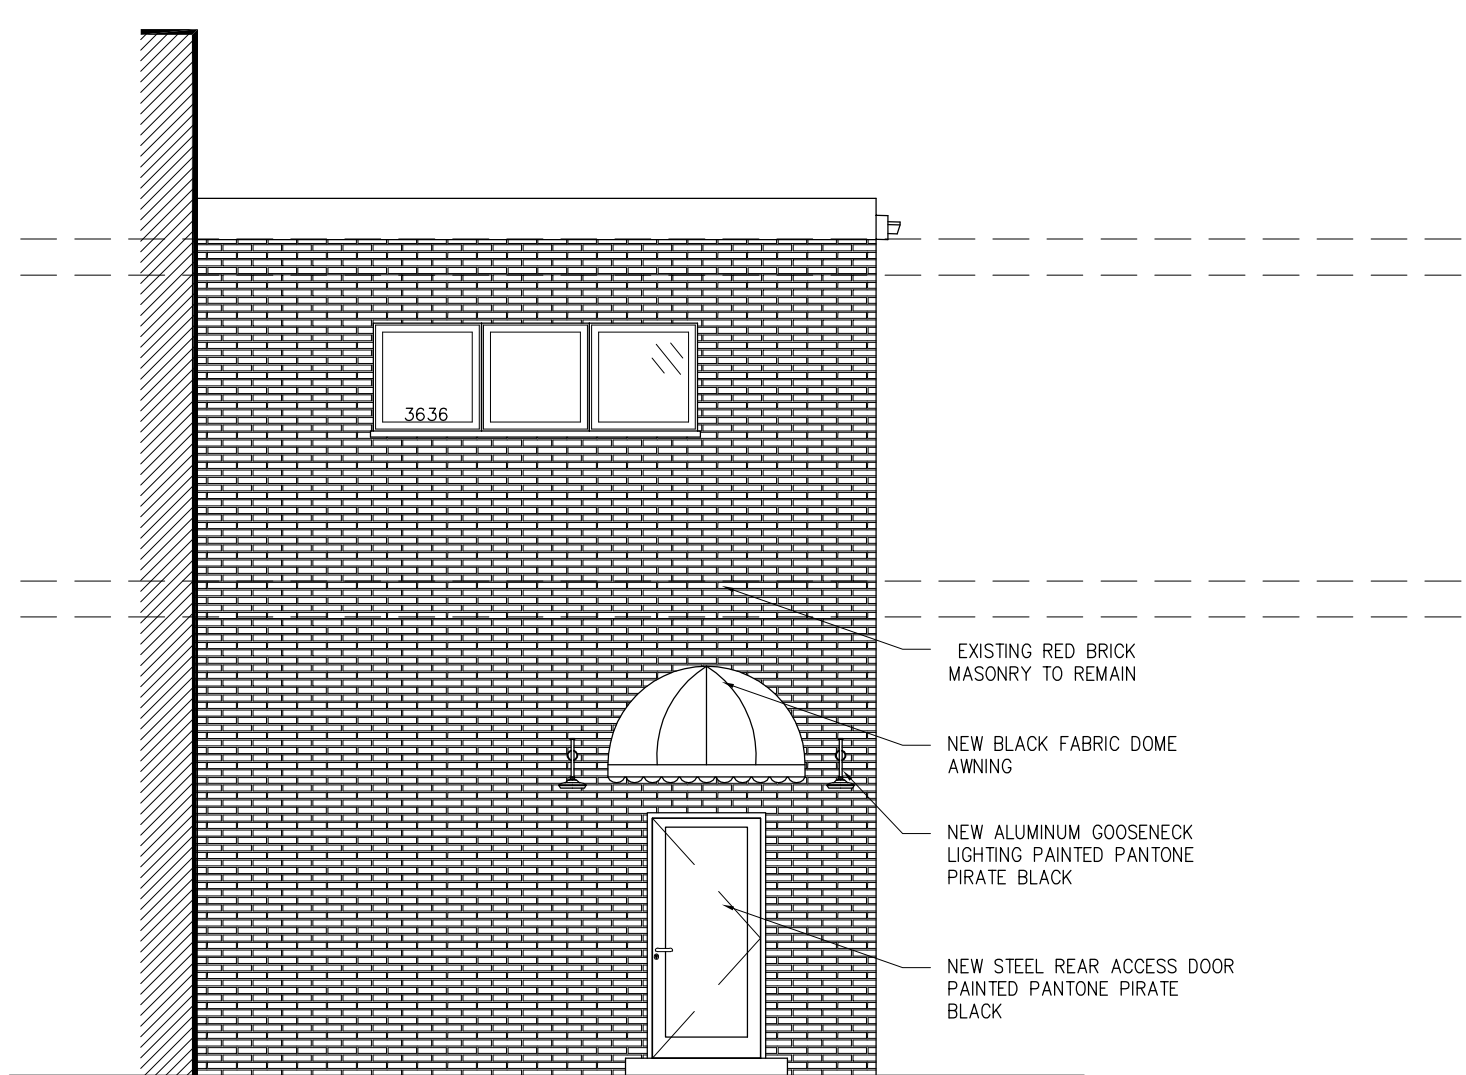 3636
EXISTING RED BRICK
MASONRY TO REMAIN
NEW BLACK FABRIC DOME
AWNING
NEW ALUMINUM GOOSENECK
LIGHTING PAINTED PANTONE
PIRATE BLACK
NEW STEEL REAR ACCESS DOOR
PAINTED PANTONE PIRATE
BLACK